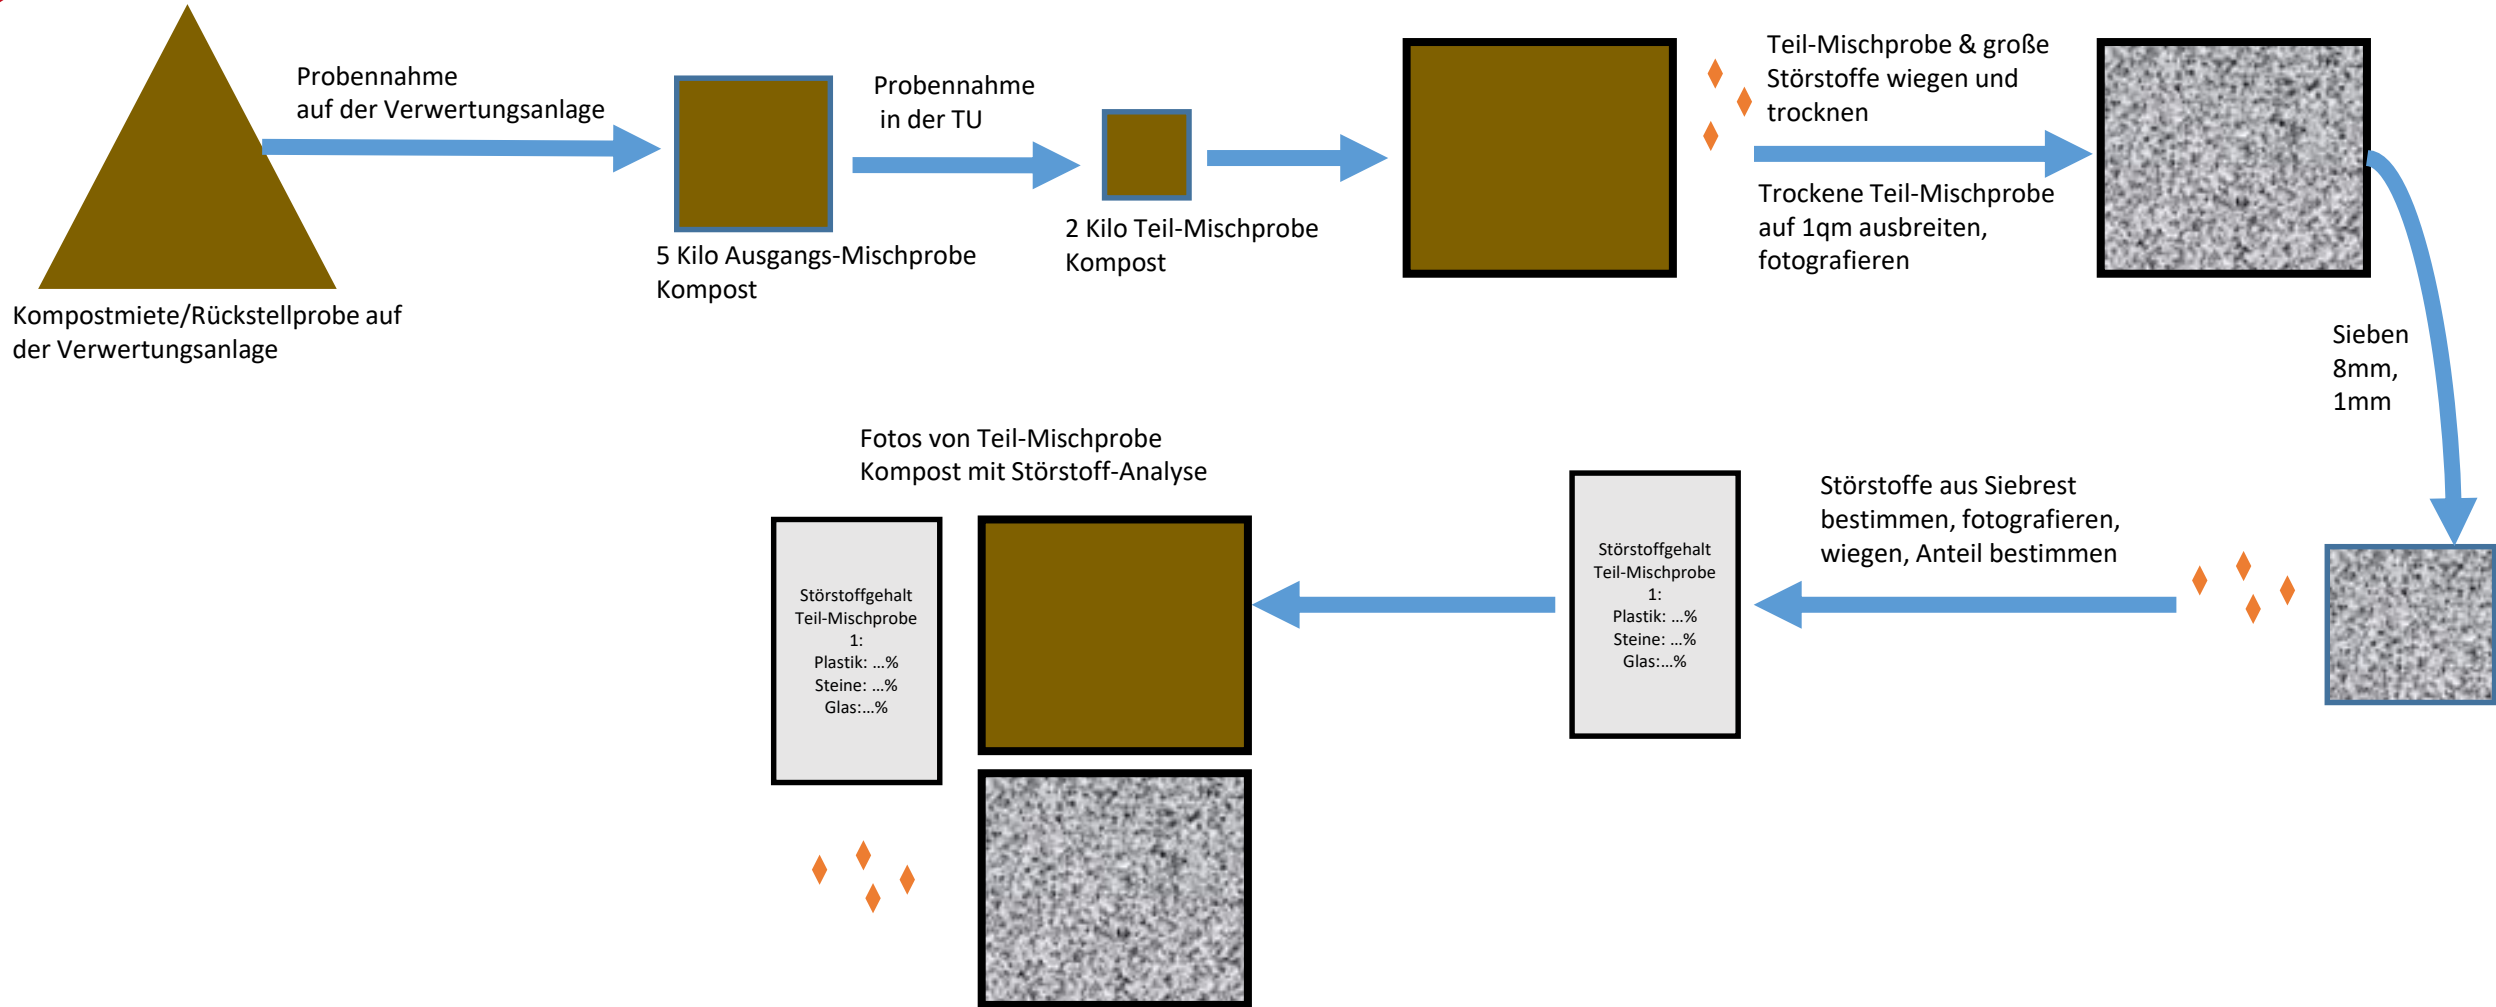 Probennahme
auf der Verwertungsanlage
Kompostmiete/Rückstellprobe auf
der Verwertungsanlage
5 Kilo Ausgangs-Mischprobe
Kompost
Probennahme
in der TU
2 Kilo Teil-Mischprobe
Kompost
Teil-Mischprobe & große
Störstoffe wiegen und
trocknen
Trockene Teil-Mischprobe
auf 1qm ausbreiten,
fotografieren
Sieben
8mm,
1mm
Störstoffe aus Siebrest
bestimmen, fotografieren,
wiegen, Anteil bestimmen
Störstoffgehalt
Teil-Mischprobe
1:
Plastik: ...%
Steine: ...%
Glas:...%
Fotos von Teil-Mischprobe
Kompost mit Störstoff-Analyse
Störstoffgehalt
Teil-Mischprobe
1:
Plastik: ...%
Steine: ...%
Glas:...%